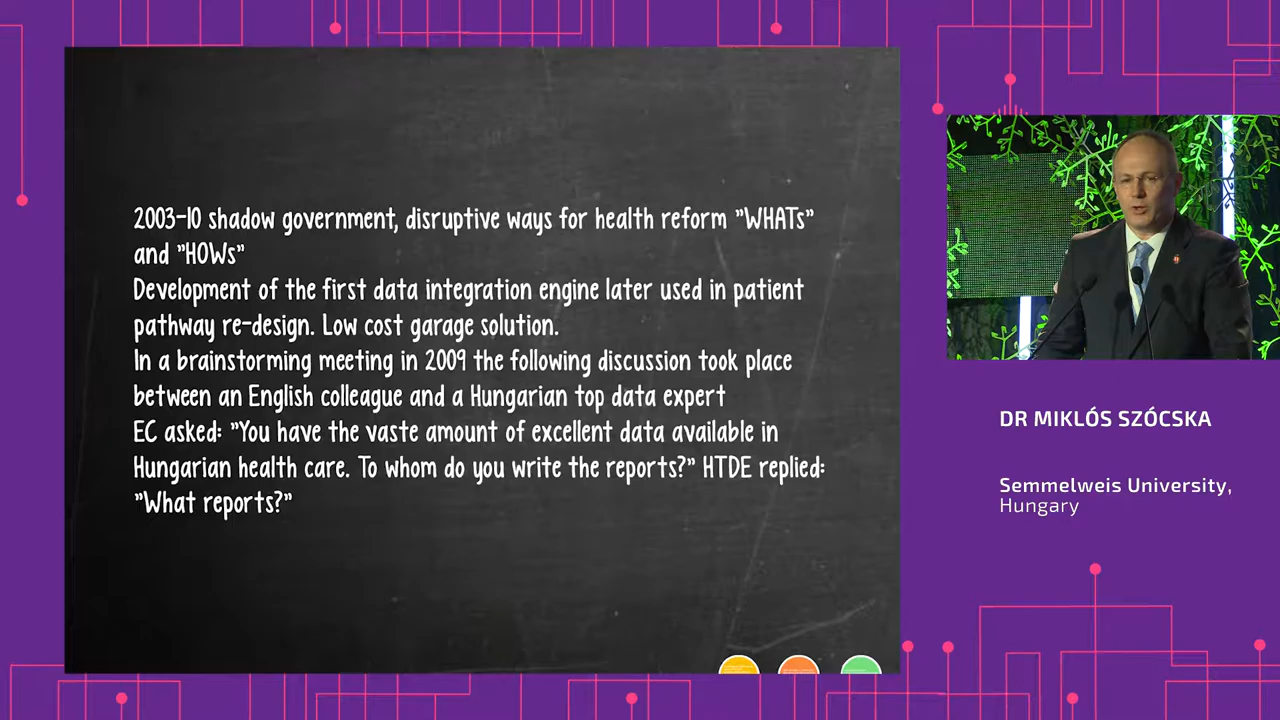 2003-10 shadow government, disruptive ways for health reform "WHATs"
and "HOWs"
Development of the first data integration engine later used in patient
pathway re-design. Low cost garage solution.
In a brainstorming meeting in 2009 the following discussion took place
between an English colleague and a Hungarian top data expert
EC asked: "You have the vaste amount of excellent data available in
Hungarian health care. To whom do you write the reports?" HTDE replied:
"What reports?"
DR MIKLÓS SZÓCSKA
Semmelweis University,
Hungary